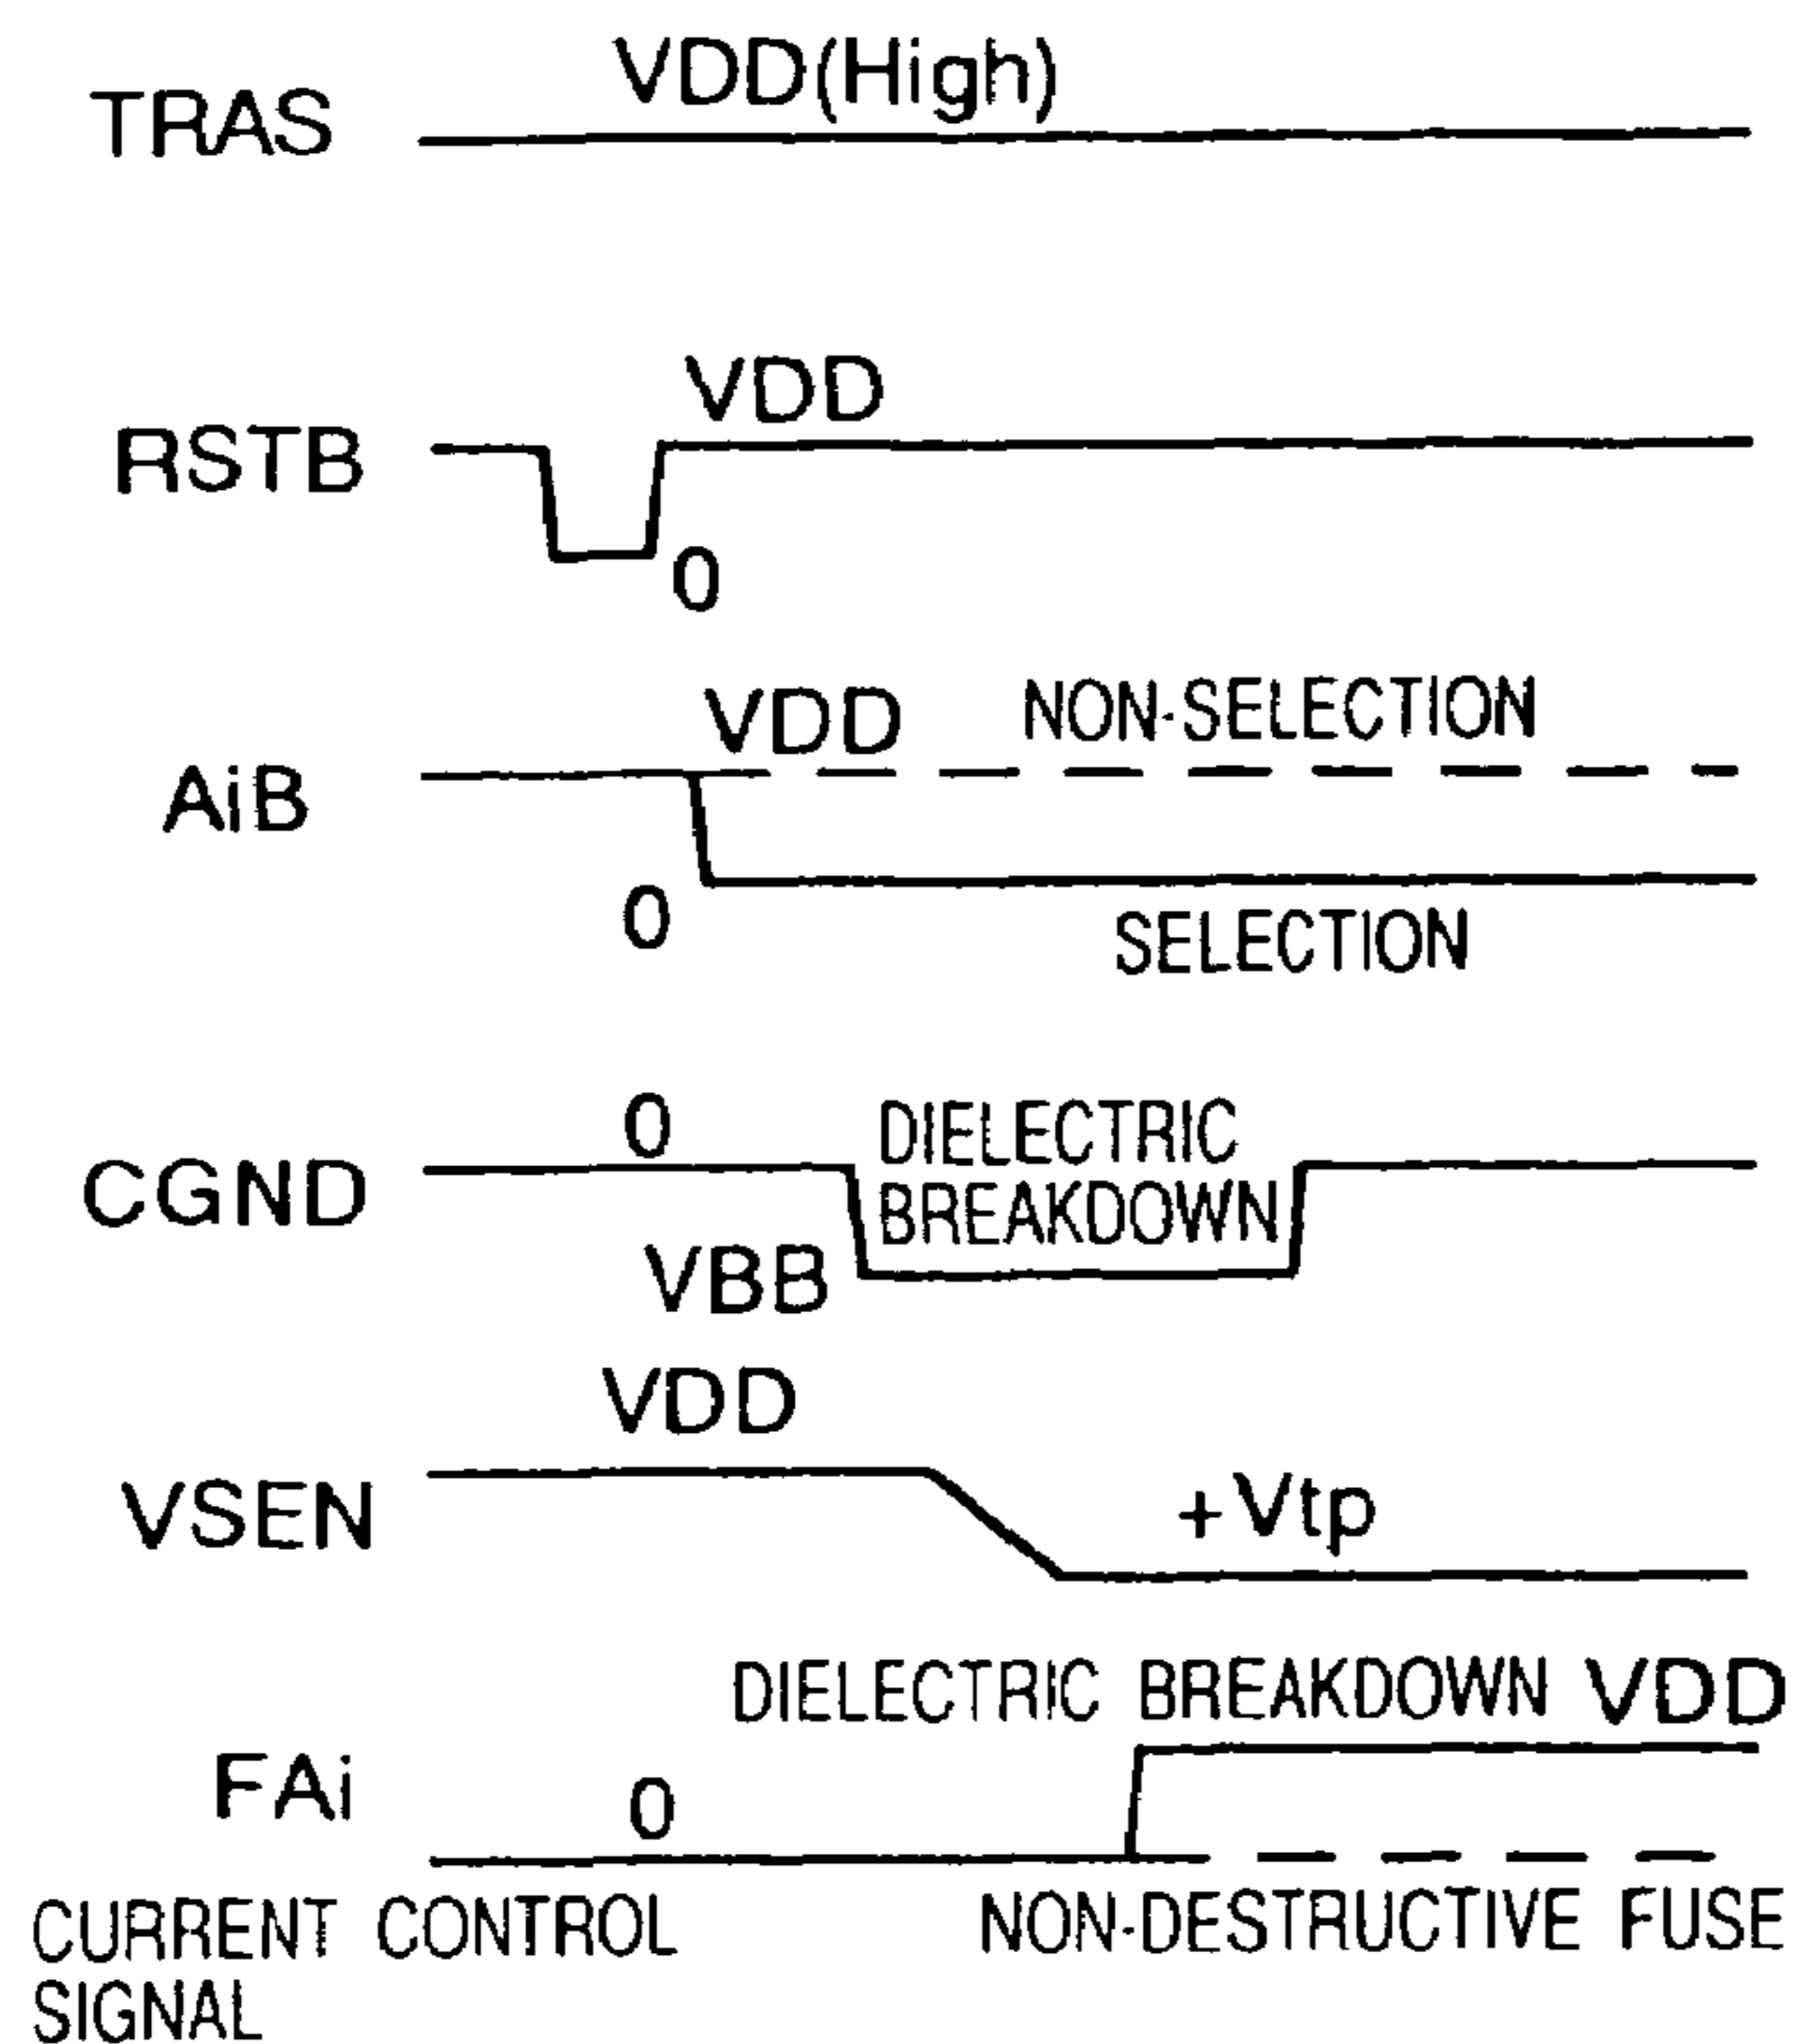 VDD(High)
TRAS
VDD
RSTB
0
VDD NON-SELECTION
AiB
0
SELECTION
0 DIELECTRIC
CGND
BREAKDOWN
VBB
VDD
VSEN
+Vtp
DIELECTRIC BREAKDOWN VDD
FAi
0
CURRENT CONTROL
SIGNAL
NON-DESTRUCTIVE FUSE